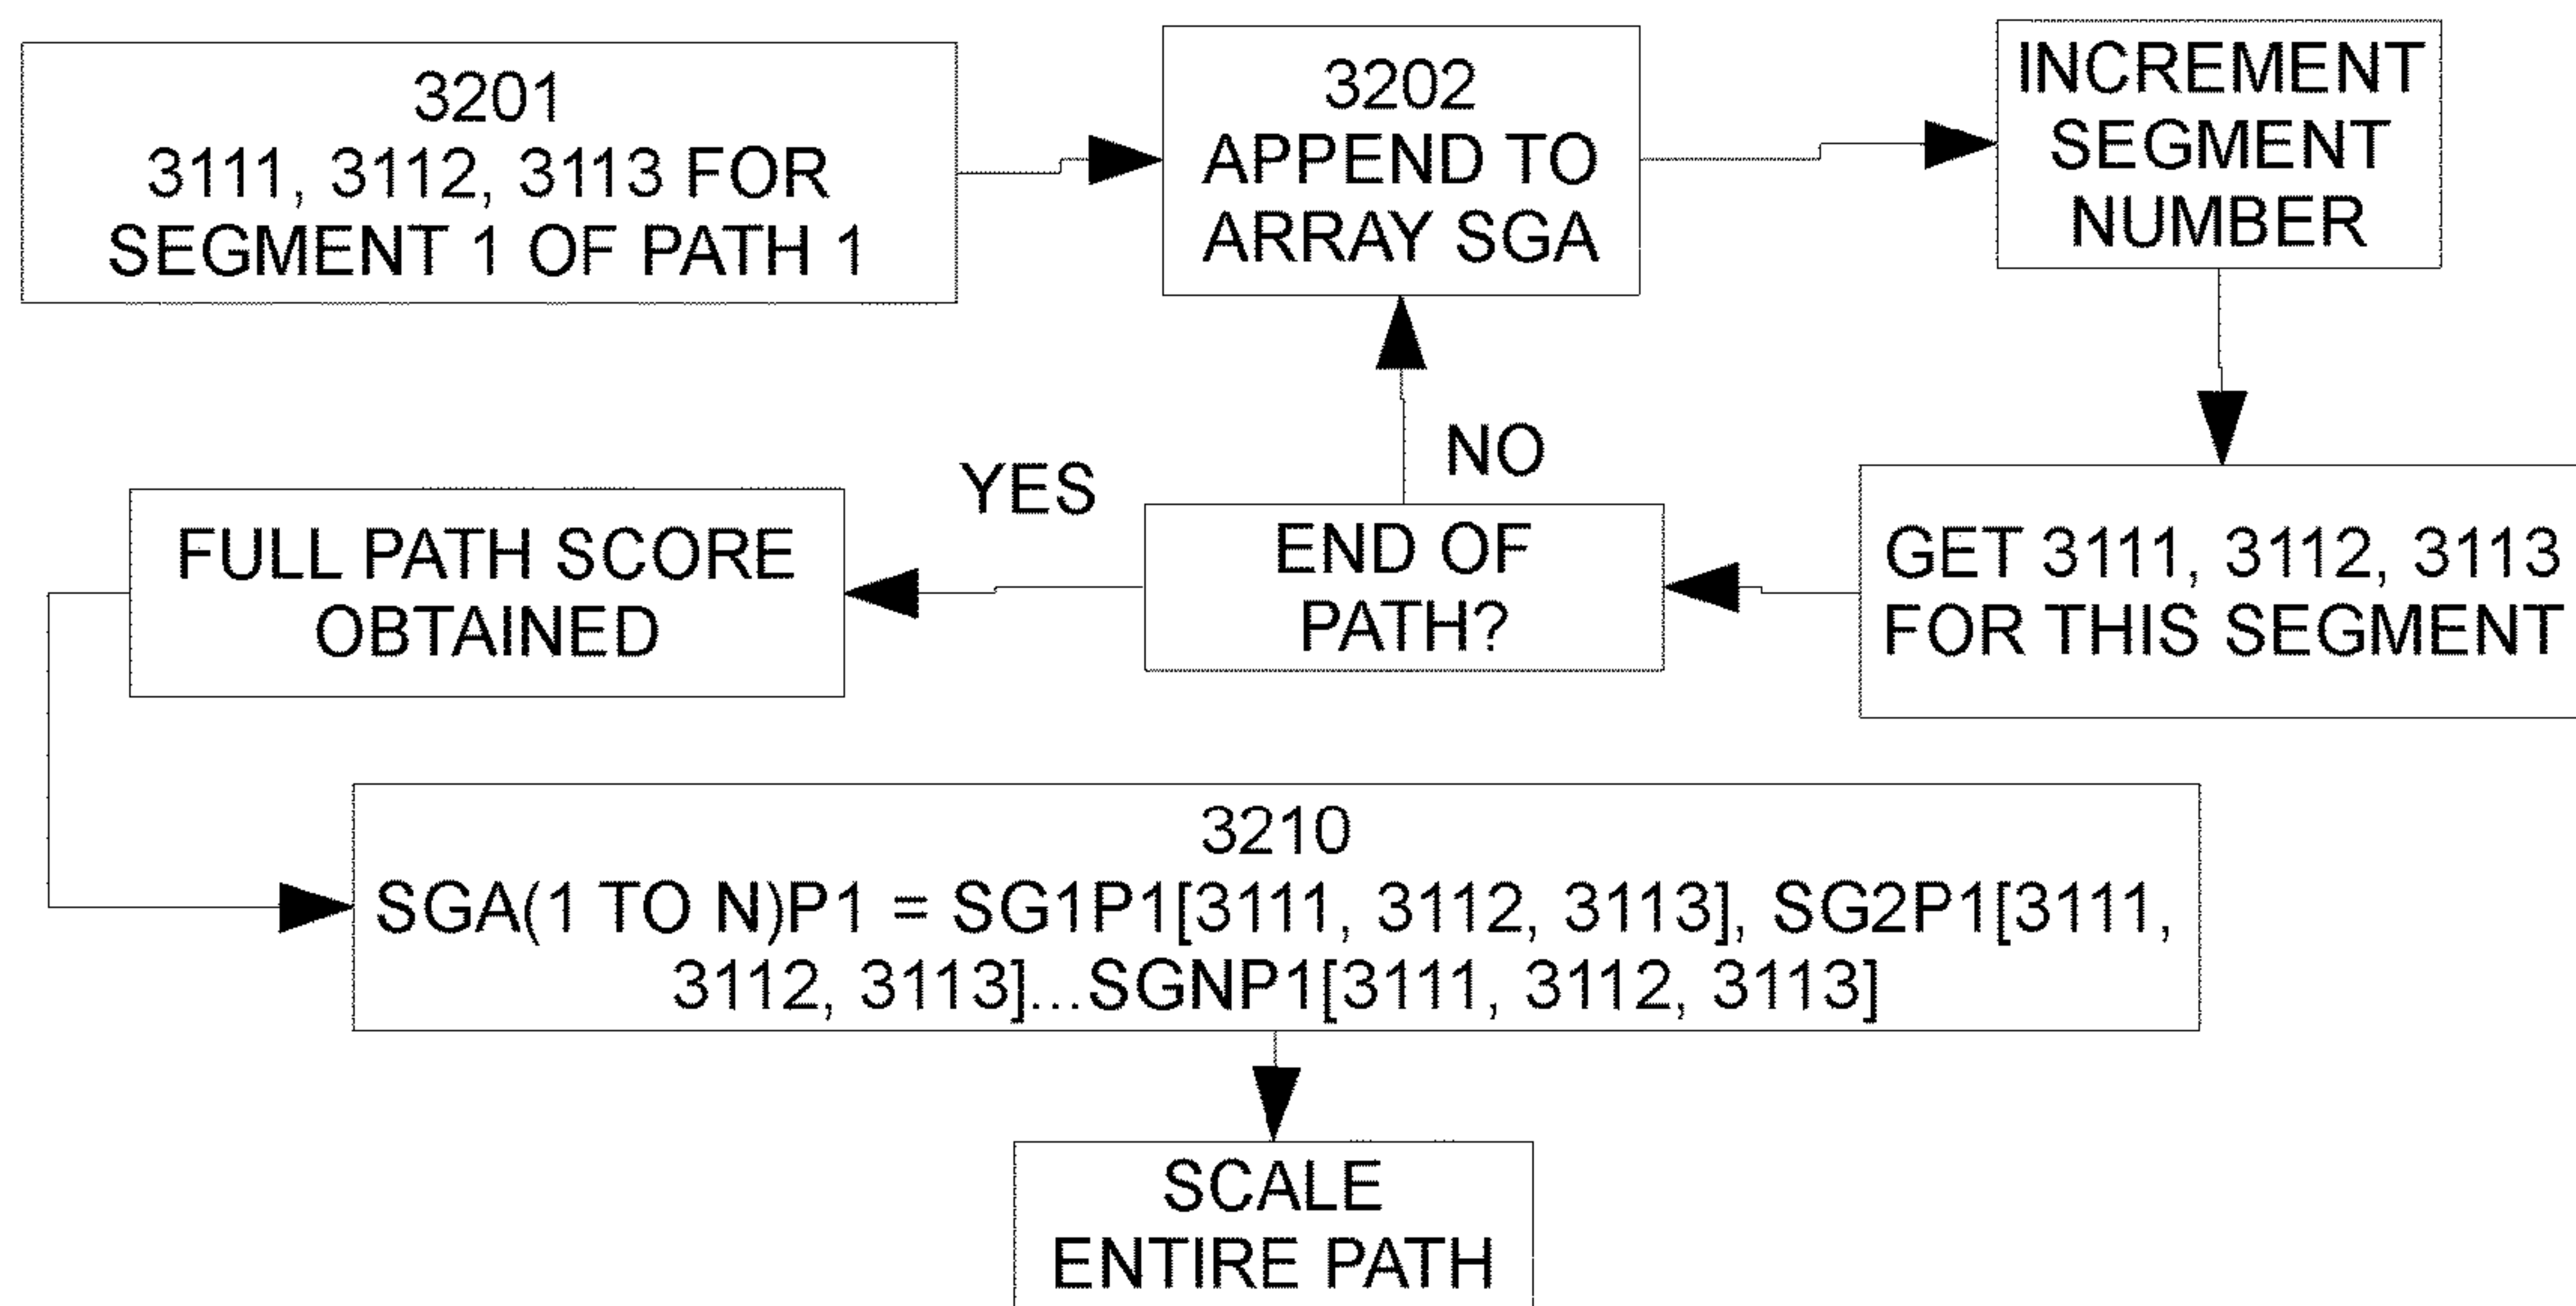 3201
3111, 3112, 3113 FOR
SEGMENT 1 OF PATH 1
3202
APPEND TO
ARRAY SGA
INCREMENT
SEGMENT
NUMBER
GET 3111, 3112, 3113
FOR THIS SEGMENT
END OF
PATH?
NO
YES
FULL PATH SCORE
OBTAINED
3210
SGA(1 TO N)P1 = SG1P1[3111, 3112, 3113], SG2P1[3111,
3112, 3113]...SGNP1[3111, 3112, 3113]
SCALE
ENTIRE PATH